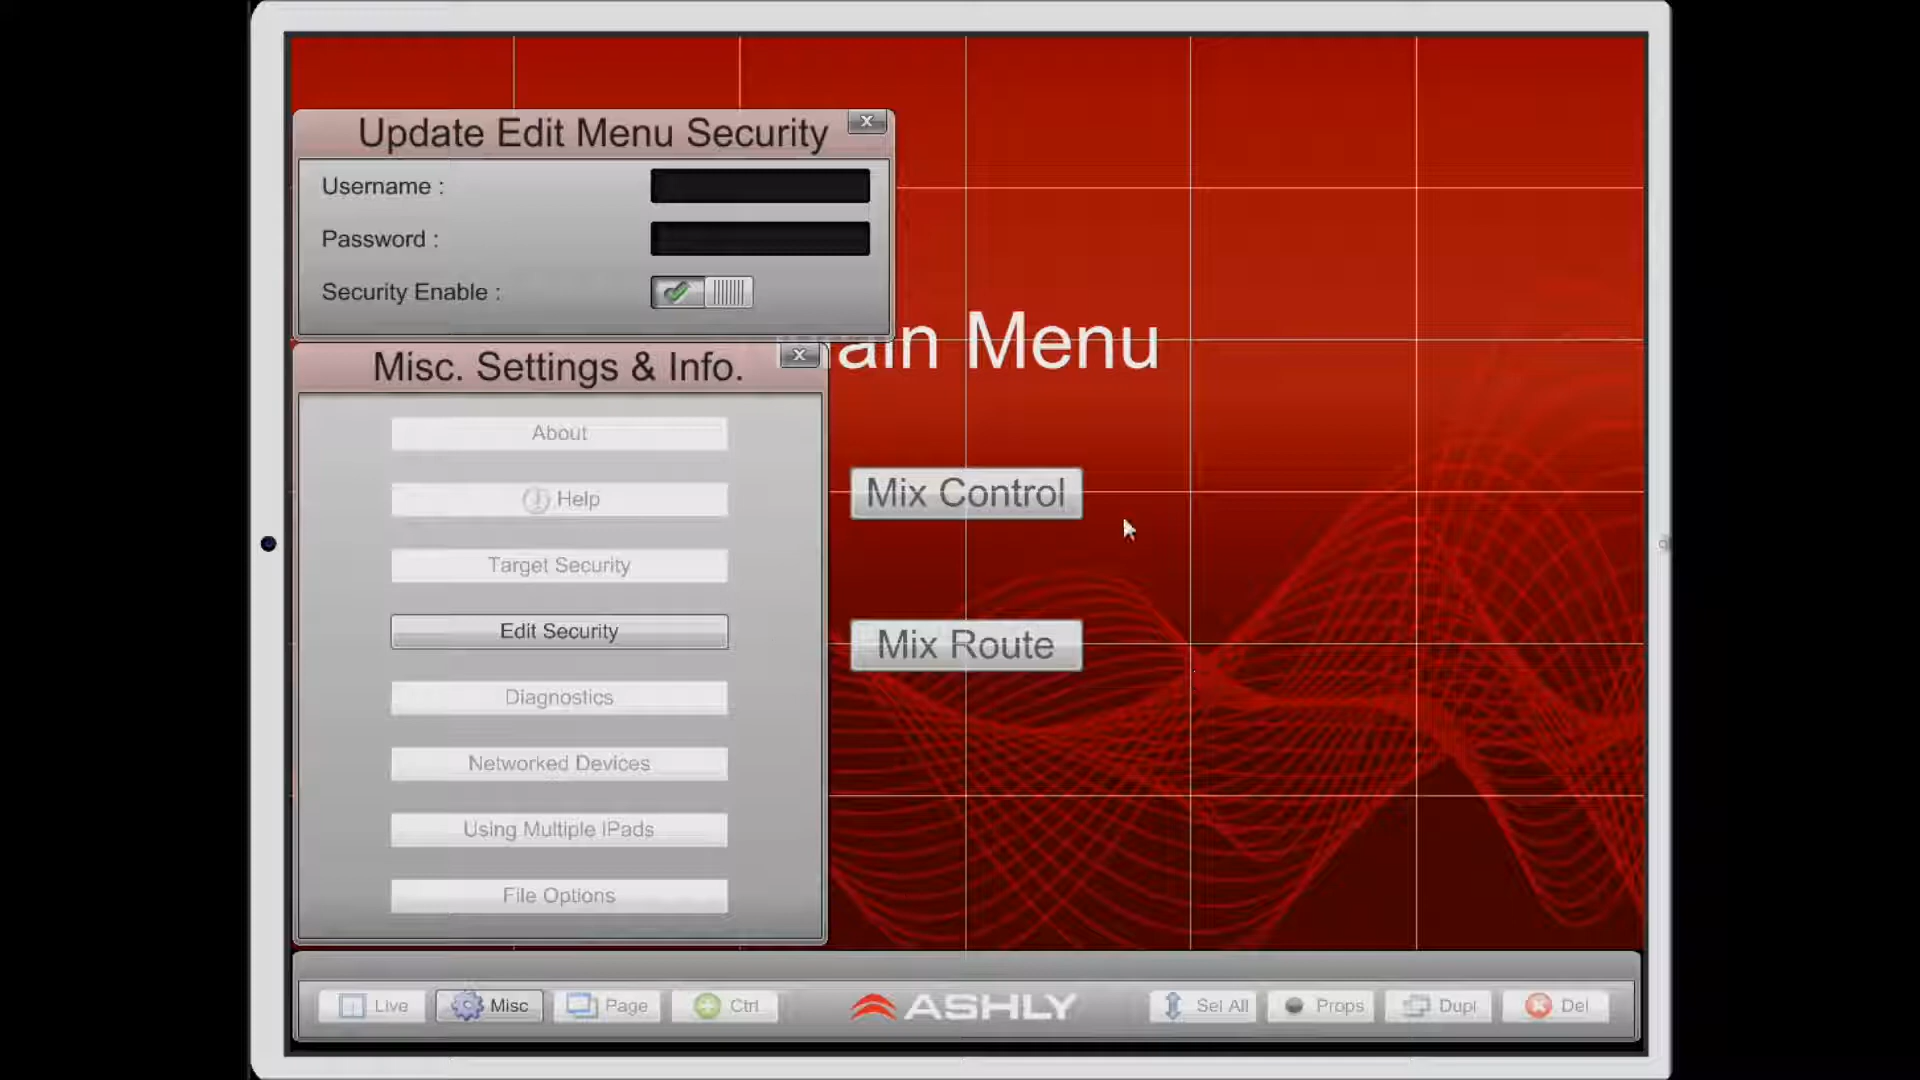 Update Edit Menu Security
x
Username :
Password :
Security Enable :
ain Menu
Misc. Settings & Info.
x
About
Help
Target Security
Edit Security
Diagnostics
Networked Devices
Using Multiple IPads
File Options
Mix Control
Mix Route
Live
Misc
Page
Ctrl
ASHLY
Sel All
Props
Dupl
Del